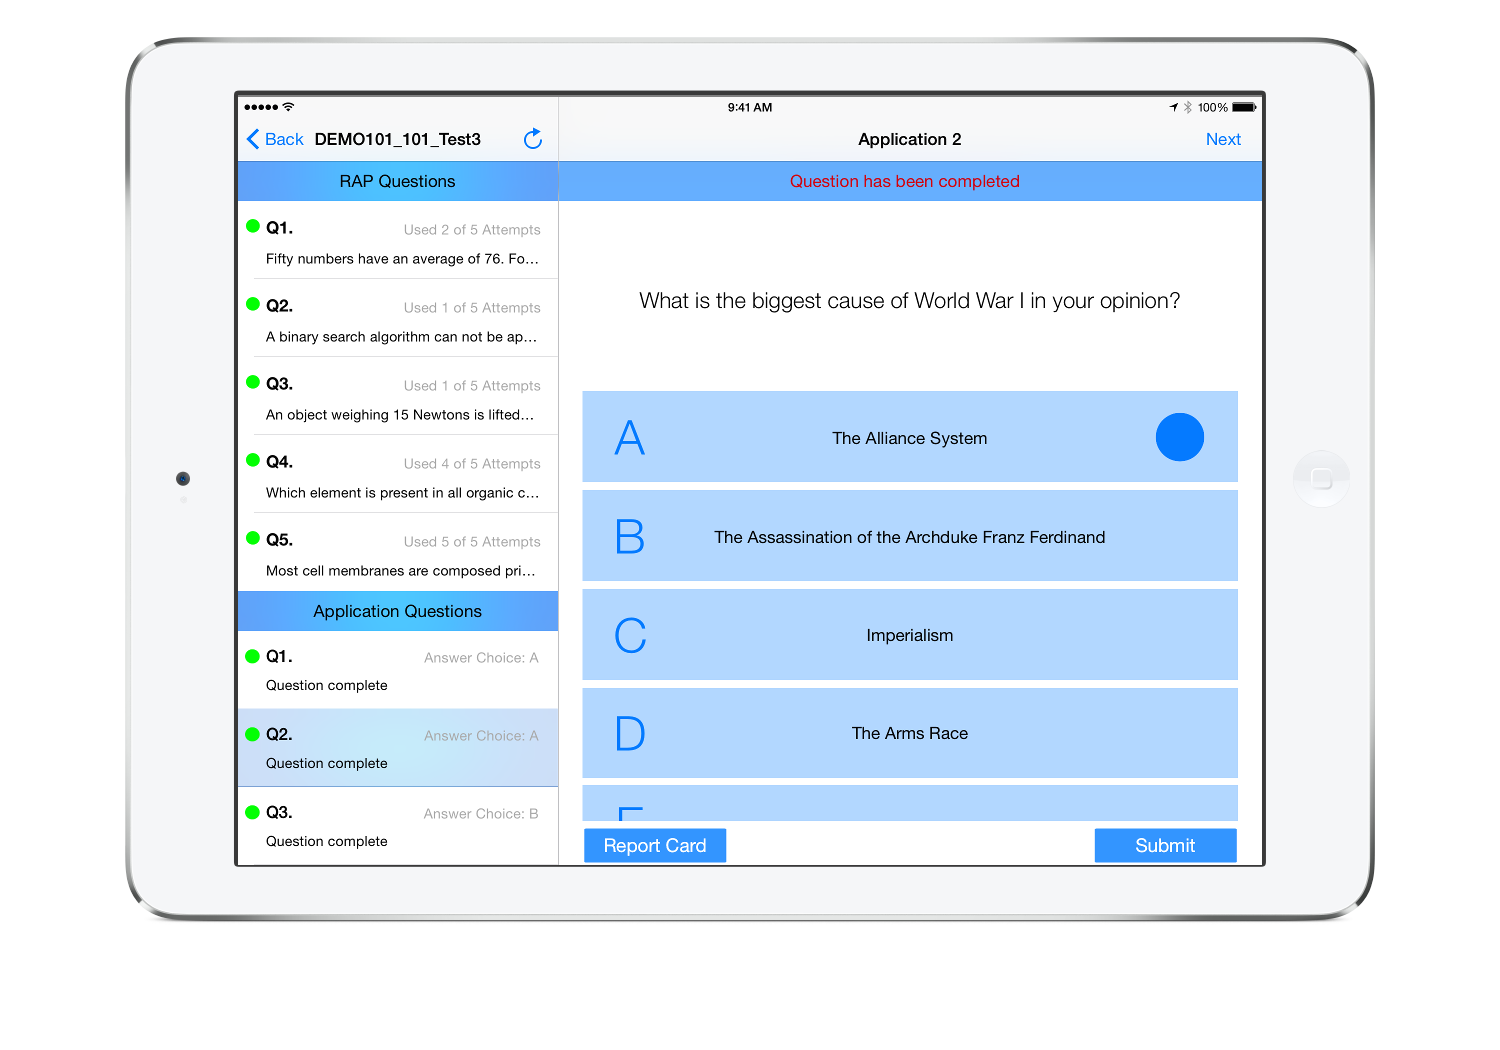 9:41 AM
100%
Back DEMO101_101_Test3
Application 2
Next
RAP Questions
Question has been completed
Q1. Used 2 of 5 Attempts
Fifty numbers have an average of 76. Fo...
Q2. Used 1 of 5 Attempts
A binary search algorithm can not be ap...
Q3. Used 1 of 5 Attempts
An object weighing 15 Newtons is lifted...
Q4. Used 4 of 5 Attempts
Which element is present in all organic c...
Q5. Used 5 of 5 Attempts
Most cell membranes are composed pri...
Application Questions
Q1. Answer Choice: A
Question complete
Q2. Answer Choice: A
Question complete
Q3. Answer Choice: B
Question complete
What is the biggest cause of World War I in your opinion?
A The Alliance System
B The Assassination of the Archduke Franz Ferdinand
C Imperialism
D The Arms Race
Report Card
Submit